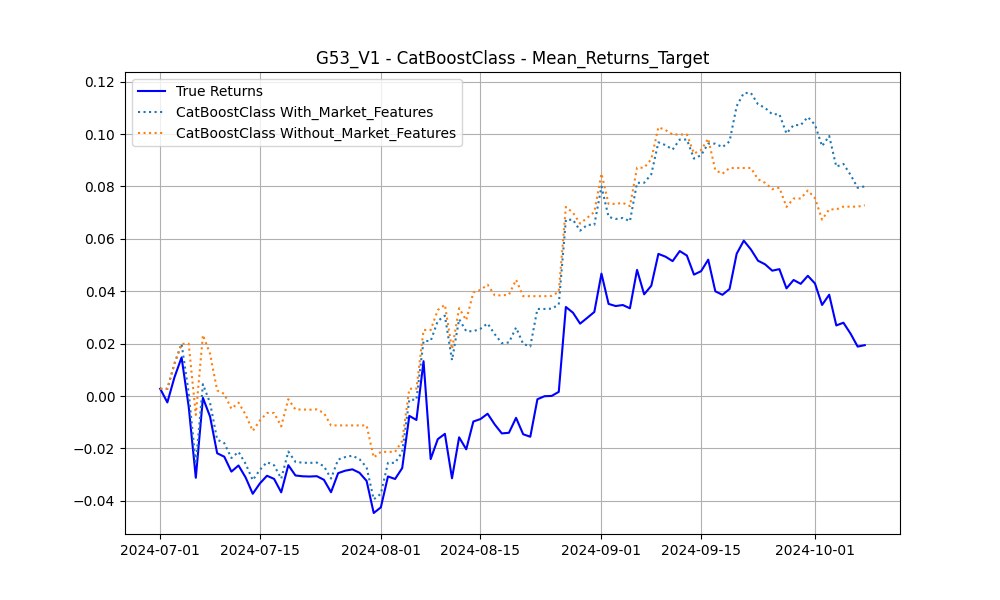 G53_V1 - CatBoostClass - Mean_Returns_Target
True Returns
CatBoostClass With_Market_Features
CatBoostClass Without_Market_Features
0.12
0.10
0.08
0.06
0.04
0.02
0.00
−0.02
−0.04
2024-07-01 2024-07-15 2024-08-01 2024-08-15 2024-09-01 2024-09-15 2024-10-01